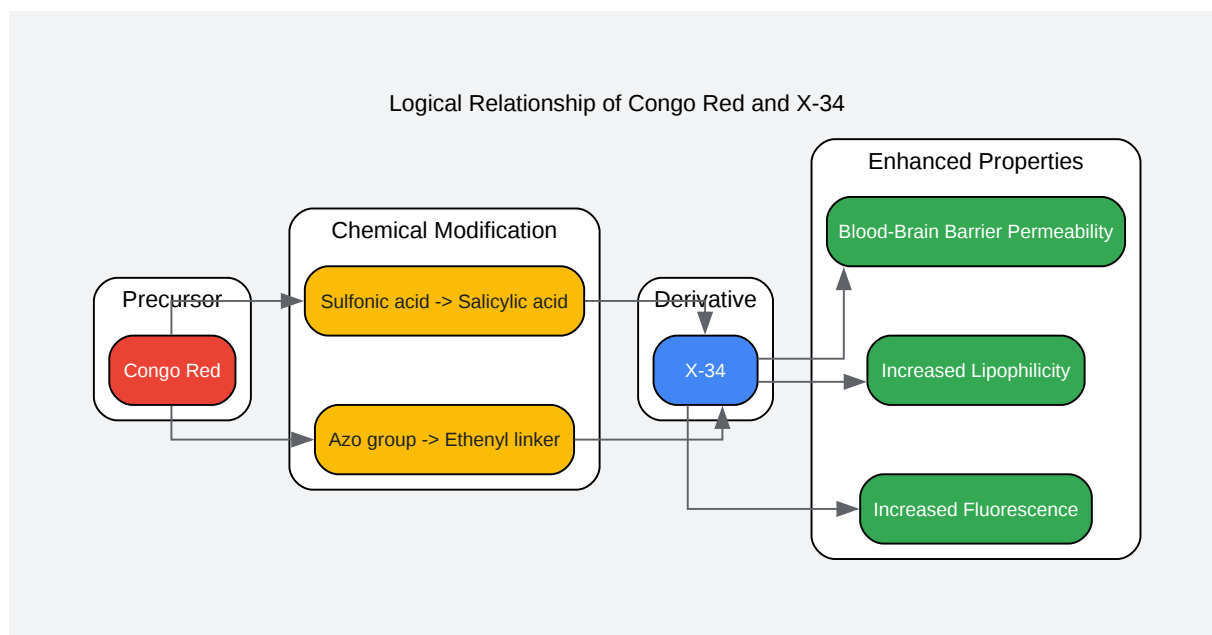 Logical Relationship of Congo Red and X-34
Precursor
Congo Red
Chemical Modification
Sulfonic acid -> Salicylic acid
Azo group -> Ethenyl linker
Derivative
X-34
Enhanced Properties
Blood-Brain Barrier Permeability
Increased Lipophilicity
Increased Fluorescence